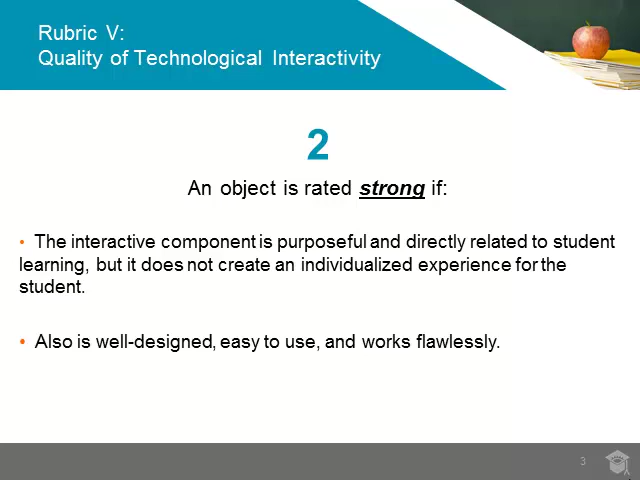 Rubric V:
Quality of Technological Interactivity
2
An object is rated strong if:
• The interactive component is purposeful and directly related to student
learning, but it does not create an individualized experience for the
student.
• Also is well-designed, easy to use, and works flawlessly.
3